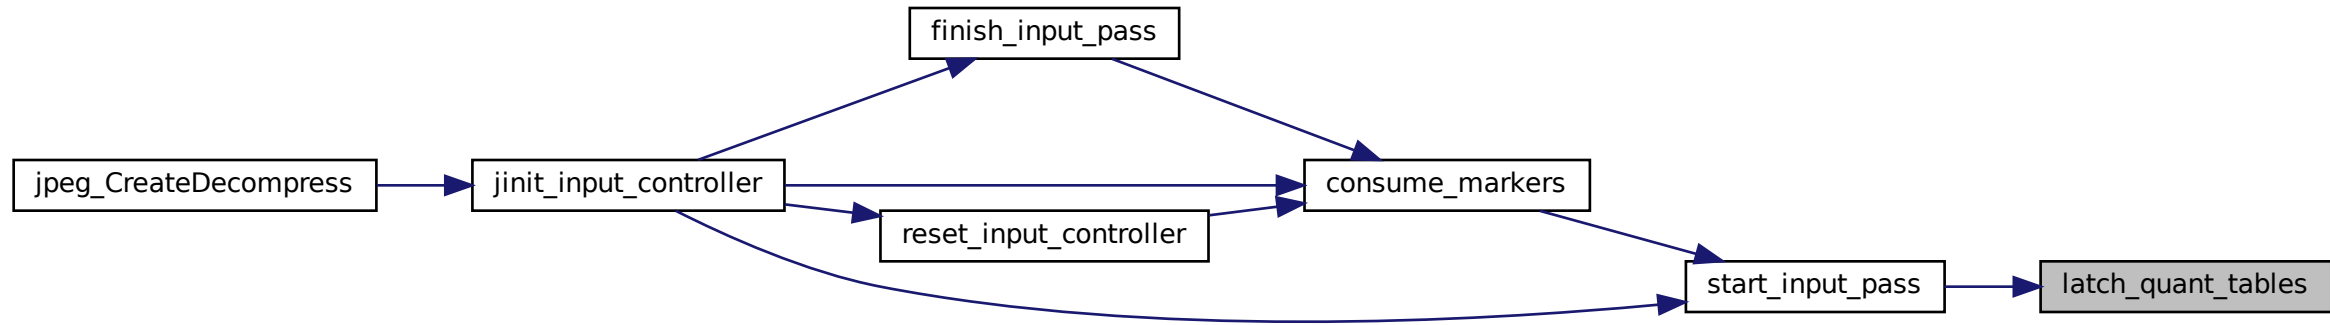 finish_input_pass
jpeg_CreateDecompress
jinit_input_controller
consume_markers
reset_input_controller
start_input_pass
latch_quant_tables